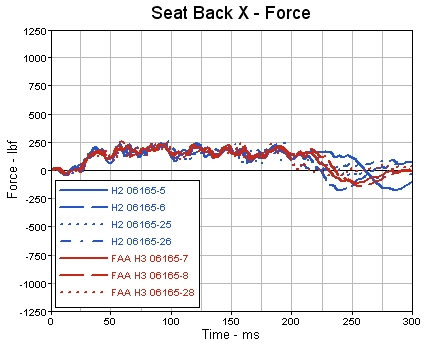 Seat Back X - Force
1250
1000
750
500
250
0
-250
-500
-750
-1000
-1250
Force - lbf
H2 06165-5
H2 06165-6
H2 06165-25
H2 06165-26
FAA H3 06165-7
FAA H3 06165-8
FAA H3 06165-28
0 50 100 150 200 250 300
Time - ms